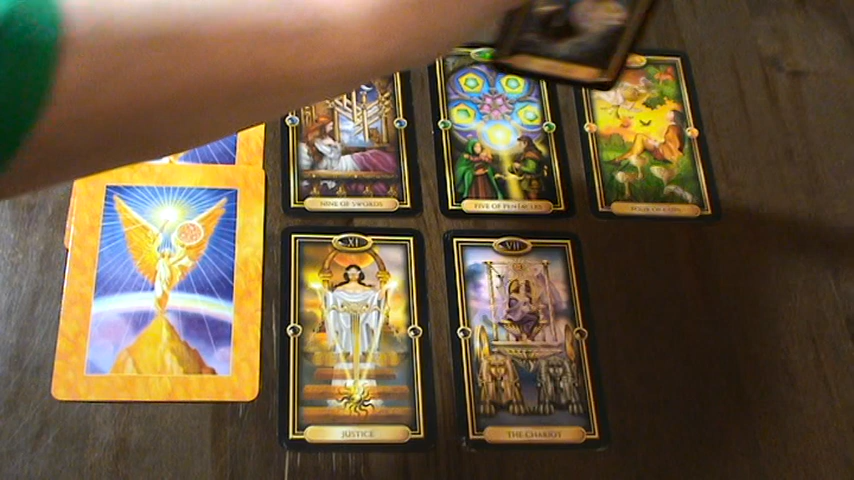 NINE OF SWORDS
FIVE OF PENTACLES
FOUR OF CUPS
XI
VII
JUSTICE
THE CHARIOT